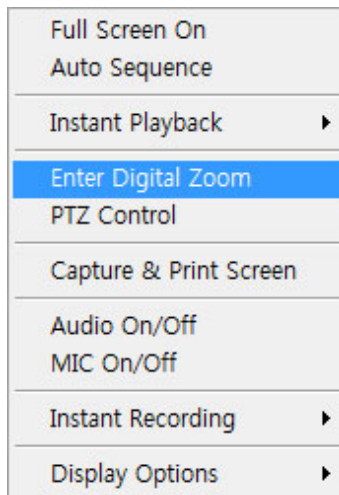 Full Screen On
Auto Sequence
Instant Playback
Enter Digital Zoom
PTZ Control
Capture & Print Screen
Audio On/Off
MIC On/Off
Instant Recording
Display Options